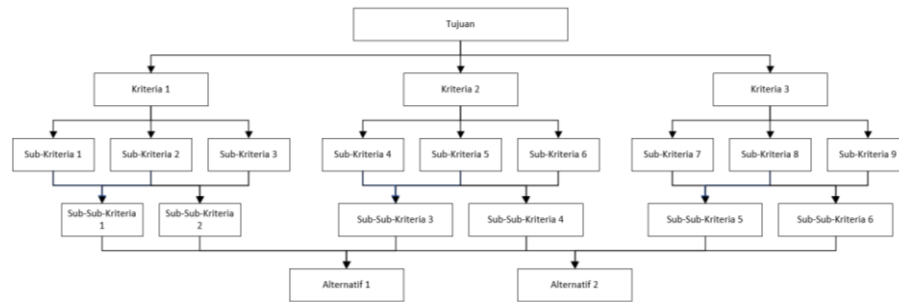 Tujuan
Kriteria 1
Kriteria 2
Kriteria 3
Sub-Kriteria 1
Sub-Kriteria 2
Sub-Kriteria 3
Sub-Kriteria 4
Sub-Kriteria 5
Sub-Kriteria 6
Sub-Kriteria 7
Sub-Kriteria 8
Sub-Kriteria 9
Sub-Sub-Kriteria
1
Sub-Sub-Kriteria
2
Sub-Sub-Kriteria 3
Sub-Sub-Kriteria 4
Sub-Sub-Kriteria 5
Sub-Sub-Kriteria 6
Alternatif 1
Alternatif 2